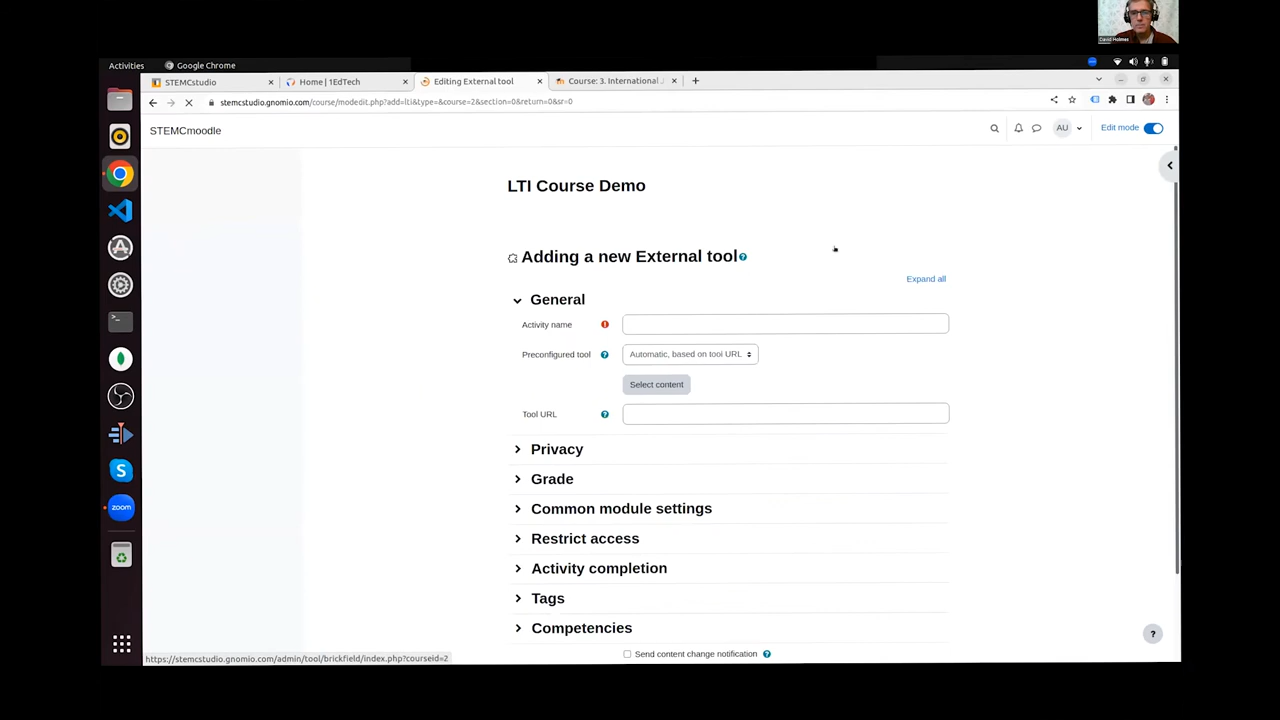 David Holmes
Activities
Google Chrome
STEMCstudio
Home | 1EdTech
Editing External tool
Course: 3. International
stemcstudio.gnomio.com/course/modedit.php?add=lti&type=&course=2&section=0&return=0&sr=0
STEMCmoodle
AU
Edit mode
LTI Course Demo
Adding a new External tool
Expand all
General
Activity name
Preconfigured tool
Automatic, based on tool URL
Select content
Tool URL
Privacy
Grade
Common module settings
Restrict access
Activity completion
Tags
Competencies
Send content change notification
zoom
https://stemcstudio.gnomio.com/admin/tool/brickfield/index.php?courseid=2